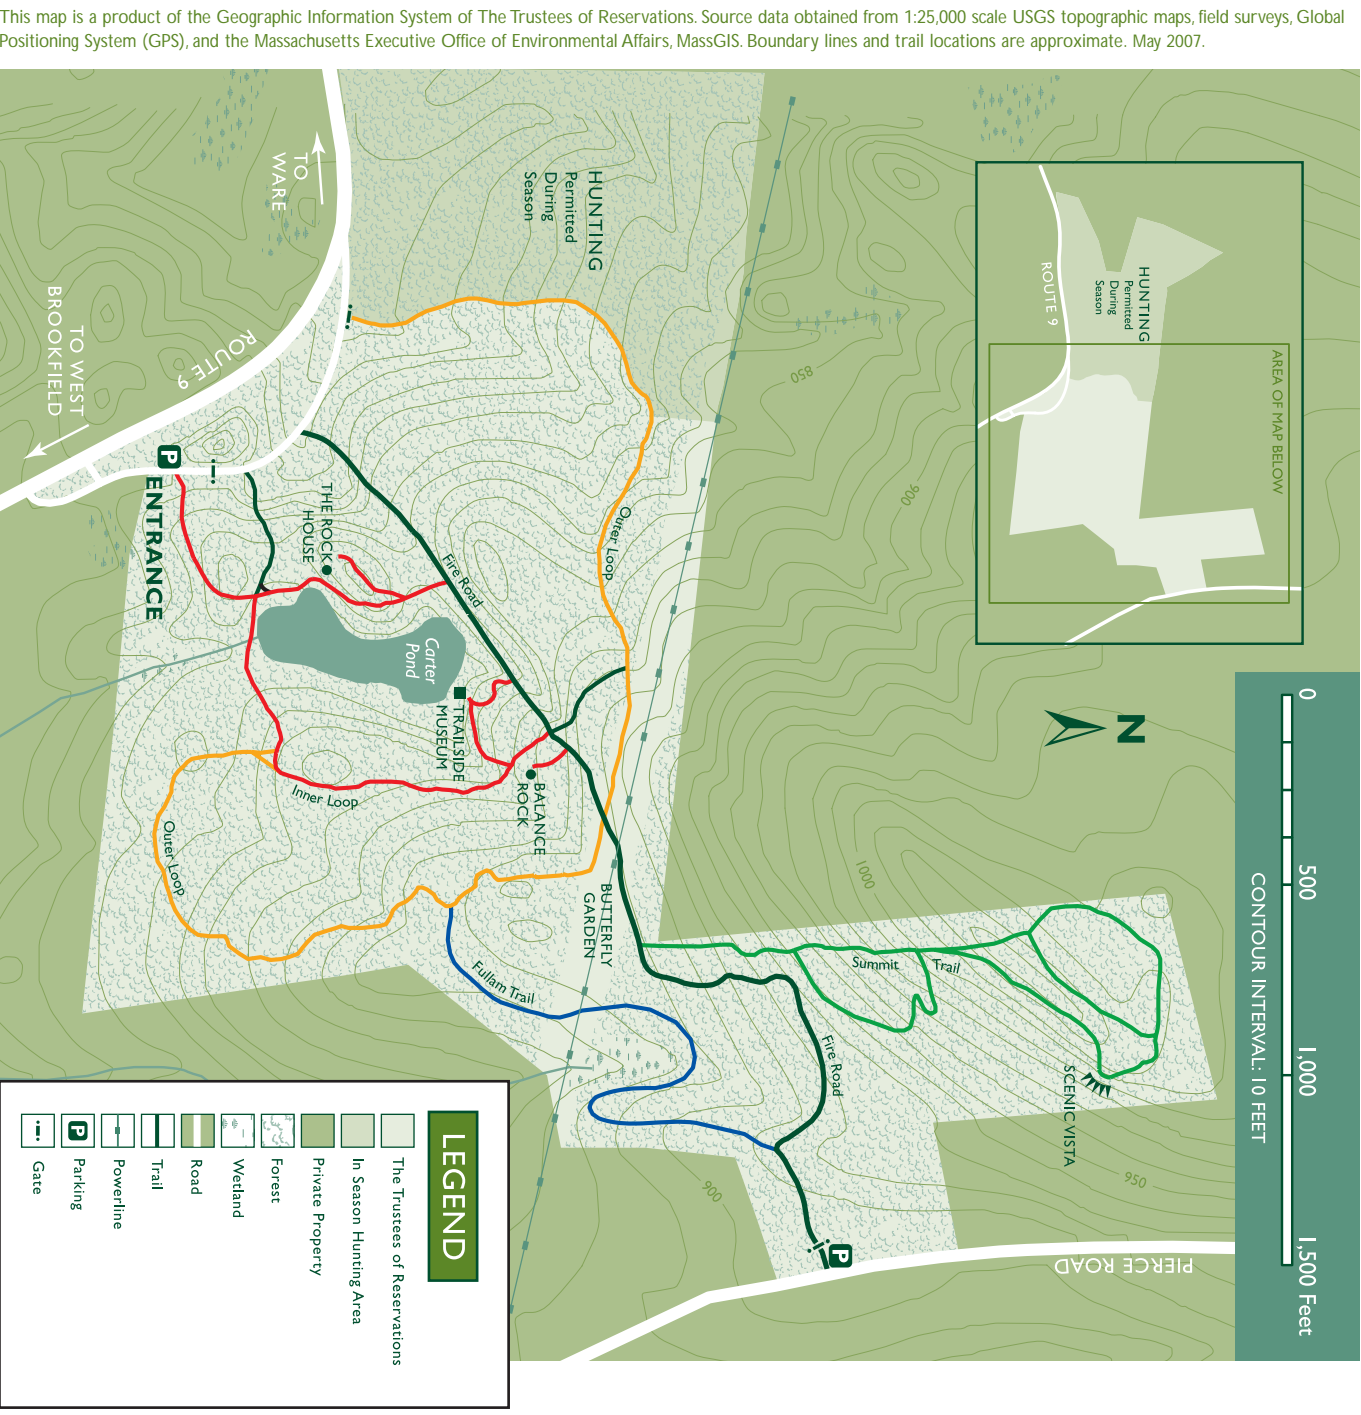 This map is a product of the Geographic Information System of The Trustees of Reservations. Source data obtained from 1:25,000 scale USGS topographic maps, field surveys, Global
Positioning System (GPS), and the Massachusetts Executive Office of Environmental Affairs, MassGIS. Boundary lines and trail locations are approximate. May 2007.
0
500
1,000
1,500 Feet
CONTOUR INTERVAL: 10 FEET
AREA OF MAP BELOW
HUNTING
Permitted
During
Season
ROUTE 9
N
HUNTING
Permitted
During
Season
TO
WARE
TO WEST
BROOKFIELD
ROUTE 9
P
ENTRANCE
THE ROCK
HOUSE
Fire Road
Outer Loop
Carter
Pond
TRAILSIDE
MUSEUM
BALANCE
ROCK
Inner Loop
Outer Loop
BUTTERFLY
GARDEN
Fullam Trail
Summit Trail
Fire Road
SCENIC VISTA
P
PIERCE ROAD
850
900
1000
950
900
LEGEND
The Trustees of Reservations
In Season Hunting Area
Private Property
Forest
Wetland
Road
Trail
Powerline
P
Parking
Gate